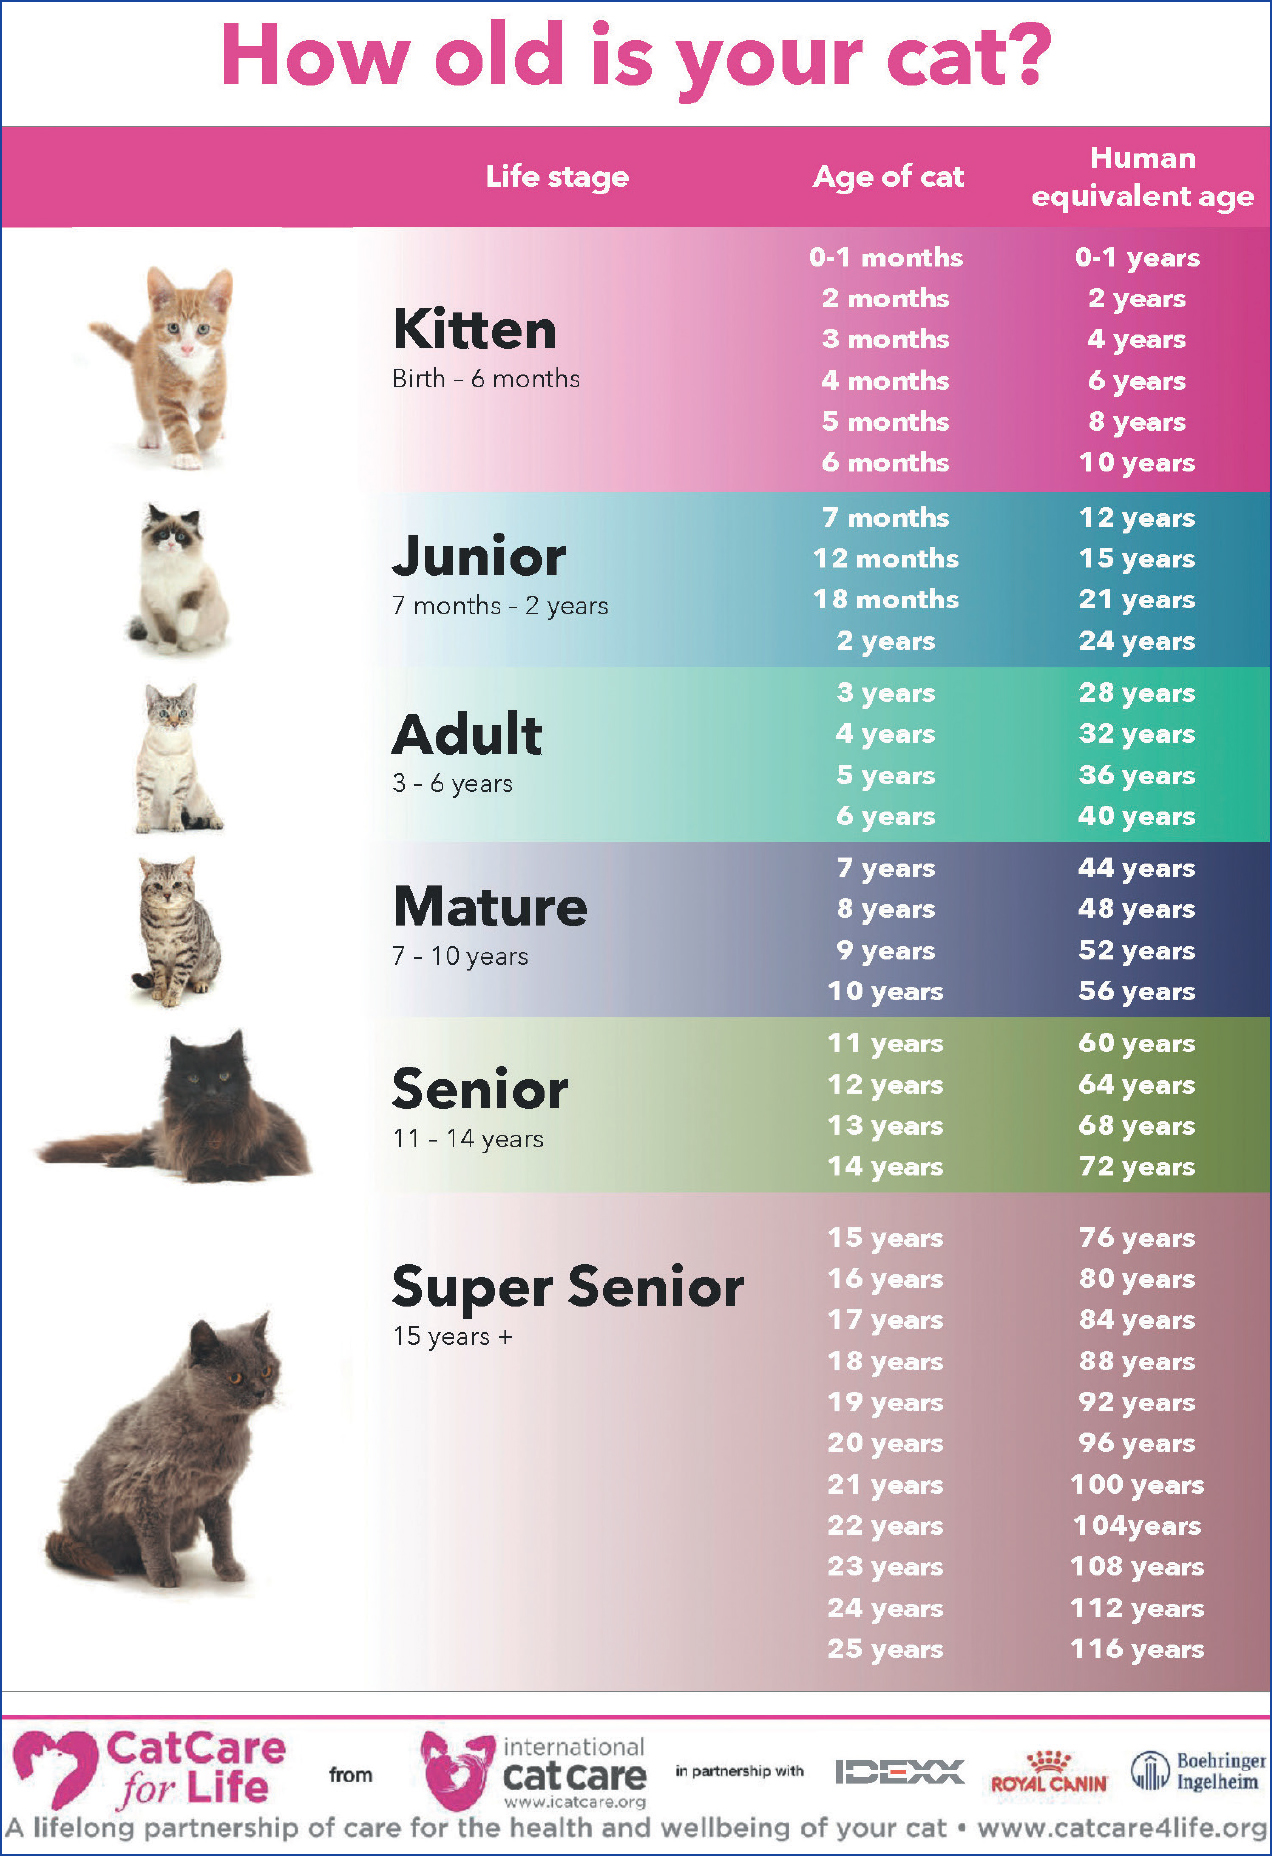 How old is your cat?
Life stage
Age of cat
Human
equivalent age
Kitten
Birth – 6 months
0-1 months 0-1 years
2 months 2 years
3 months 4 years
4 months 6 years
5 months 8 years
6 months 10 years
Junior
7 months – 2 years
7 months 12 years
12 months 15 years
18 months 21 years
2 years 24 years
Adult
3 – 6 years
3 years 28 years
4 years 32 years
5 years 36 years
6 years 40 years
Mature
7 – 10 years
7 years 44 years
8 years 48 years
9 years 52 years
10 years 56 years
Senior
11 – 14 years
11 years 60 years
12 years 64 years
13 years 68 years
14 years 72 years
Super Senior
15 years +
15 years 76 years
16 years 80 years
17 years 84 years
18 years 88 years
19 years 92 years
20 years 96 years
21 years 100 years
22 years 104years
23 years 108 years
24 years 112 years
25 years 116 years
CatCare
for Life
from
international
cat care
www.icatcare.org
in partnership with
IDEXX
ROYAL CANIN
Boehringer
Ingelheim
A lifelong partnership of care for the health and wellbeing of your cat • www.catcare4life.org